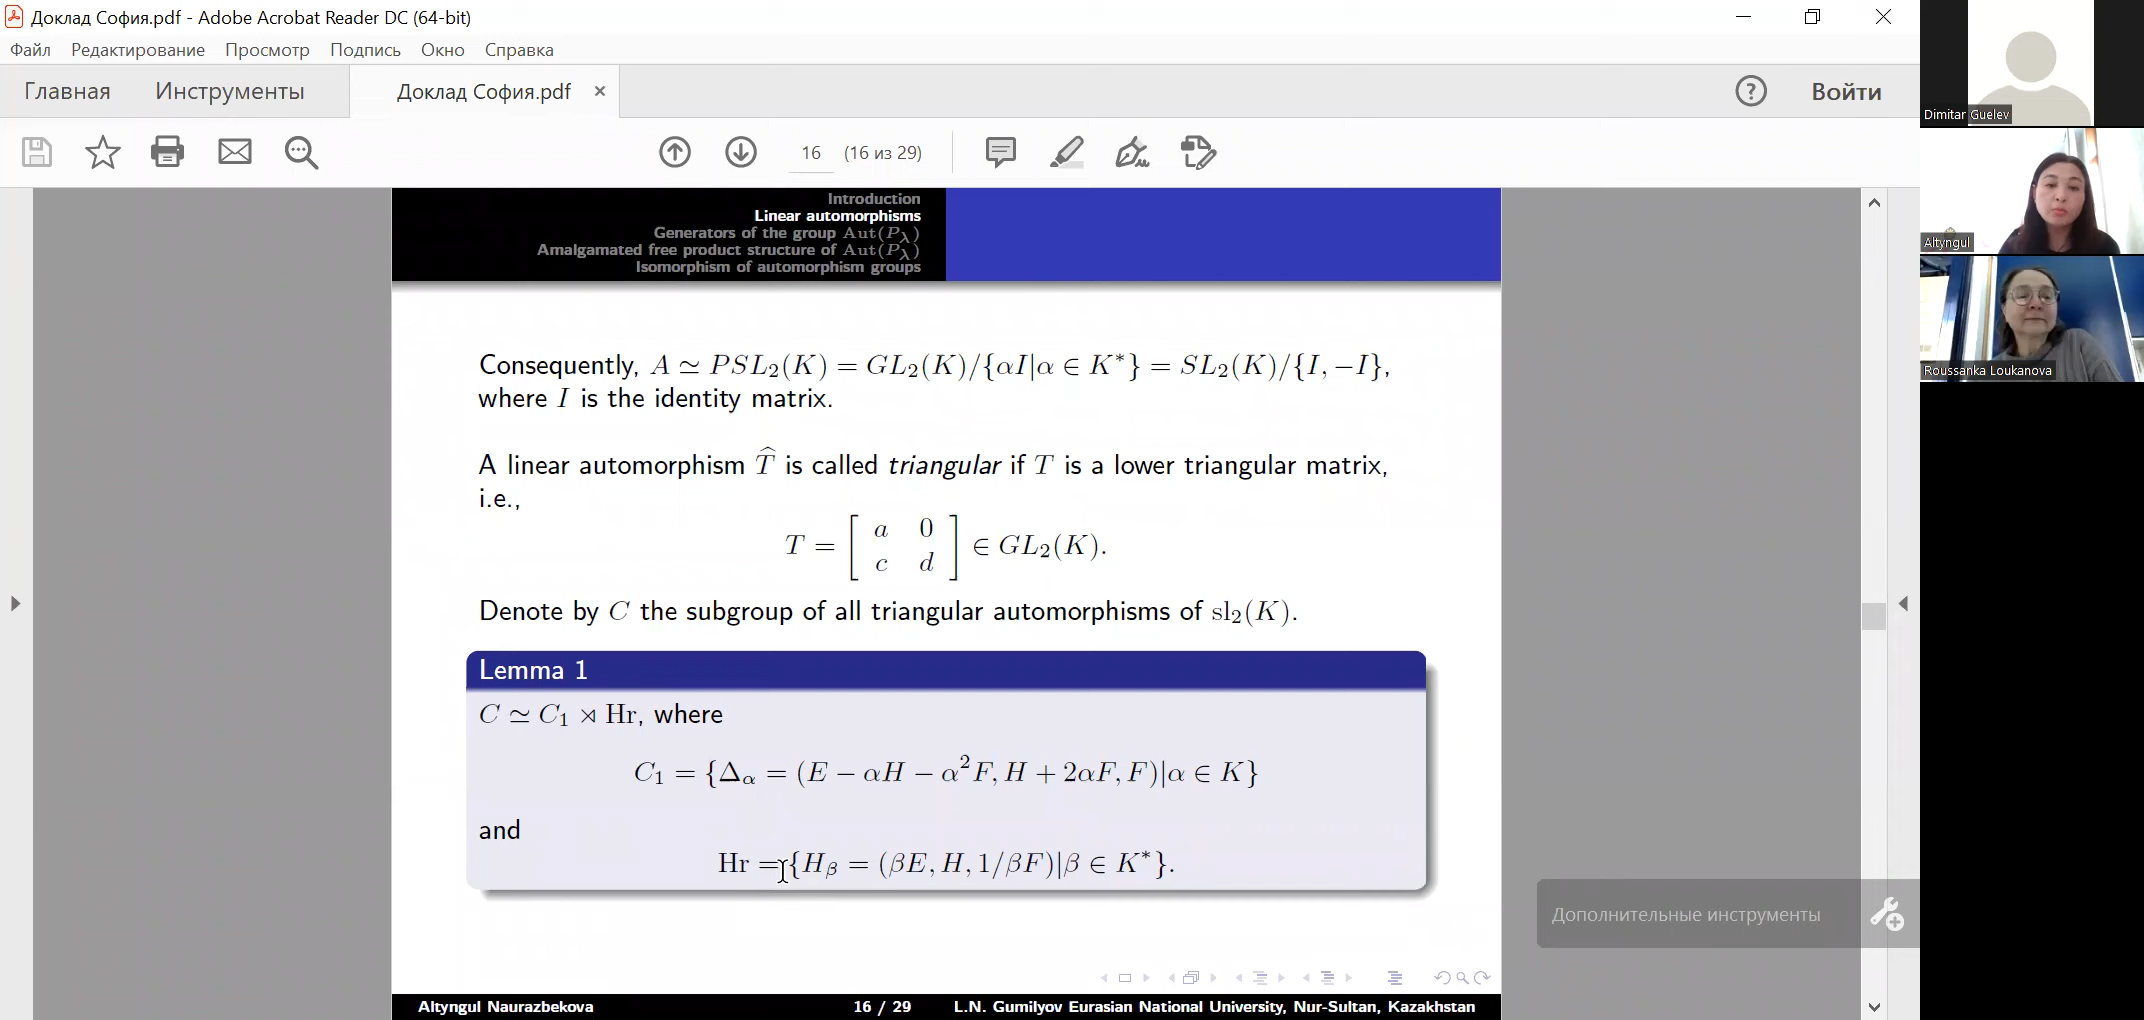 Доклад София.pdf - Adobe Acrobat Reader DC (64-bit)
Файл Редактирование Просмотр Подпись Окно Справка
Главная Инструменты Доклад София.pdf × Войти
16 (16 из 29)
Introduction
Linear automorphisms
Generators of the group Aut(P_λ)
Amalgamated free product structure of Aut(P_λ)
Isomorphism of automorphism groups
Consequently, A ≃ PSL₂(K) = GL₂(K)/{αI|α ∈ K*} = SL₂(K)/{I, −I},
where I is the identity matrix.
A linear automorphism T̂ is called triangular if T is a lower triangular matrix,
i.e.,
T = [ a 0
c d ] ∈ GL₂(K).
Denote by C the subgroup of all triangular automorphisms of sl₂(K).
Lemma 1
C ≃ C₁ ⋊ Hr, where
C₁ = {Δ_α = (E − αH − α²F, H + 2αF, F)|α ∈ K}
and
Hr = {H_β = (βE, H, 1/βF)|β ∈ K*}.
Дополнительные инструменты
Altyngul Naurazbekova 16 / 29 L.N. Gumilyov Eurasian National University, Nur-Sultan, Kazakhstan
Dimitar Guelev
Altyngul
Roussanka Loukanova